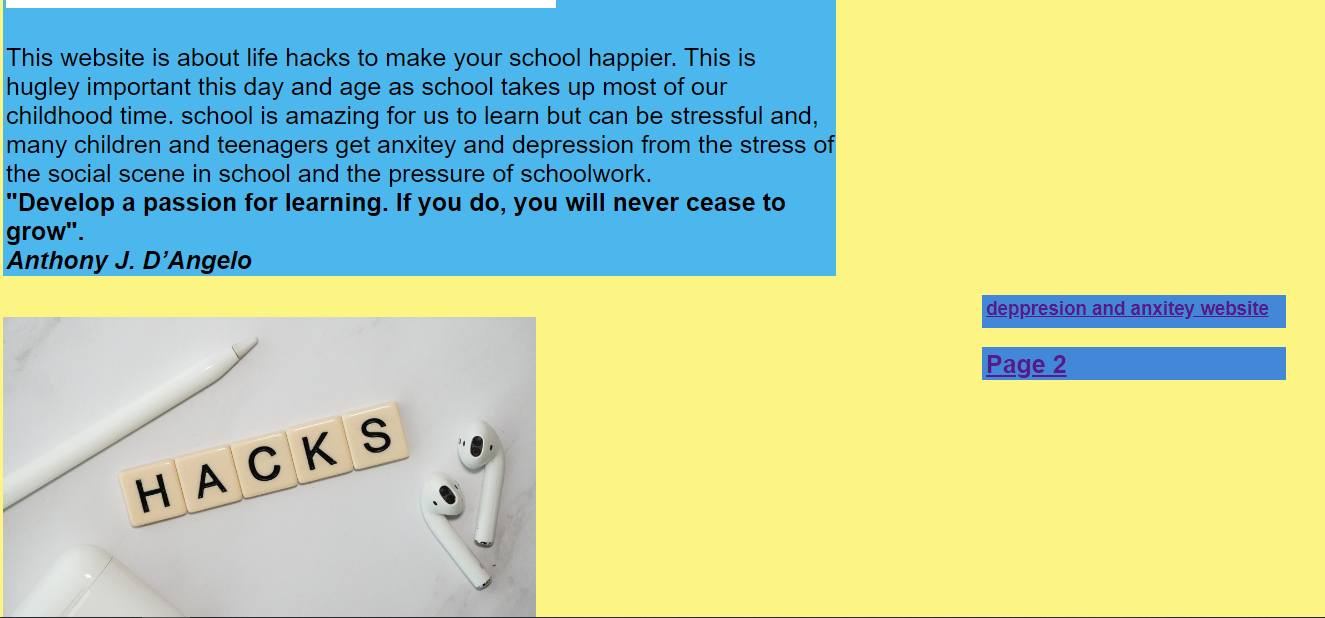 This website is about life hacks to make your school happier. This is
hugley important this day and age as school takes up most of our
childhood time. school is amazing for us to learn but can be stressful and,
many children and teenagers get anxitey and depression from the stress of
the social scene in school and the pressure of schoolwork.
"Develop a passion for learning. If you do, you will never cease to
grow".
Anthony J. D’Angelo
deppresion and anxitey website
Page 2
HACKS